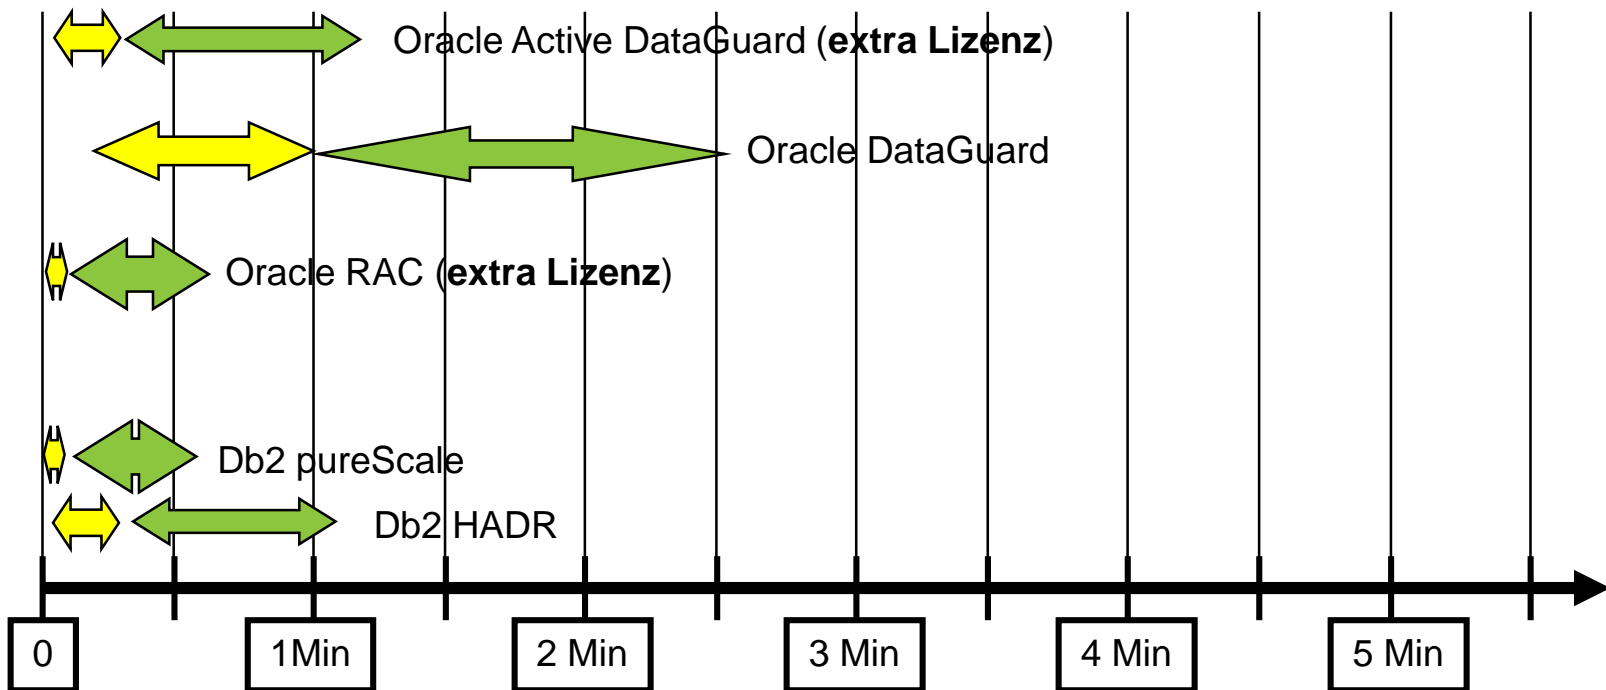 Oracle Active DataGuard (extra Lizenz)
Oracle DataGuard
Oracle RAC (extra Lizenz)
Db2 pureScale
Db2 HADR
0
1Min
2 Min
3 Min
4 Min
5 Min